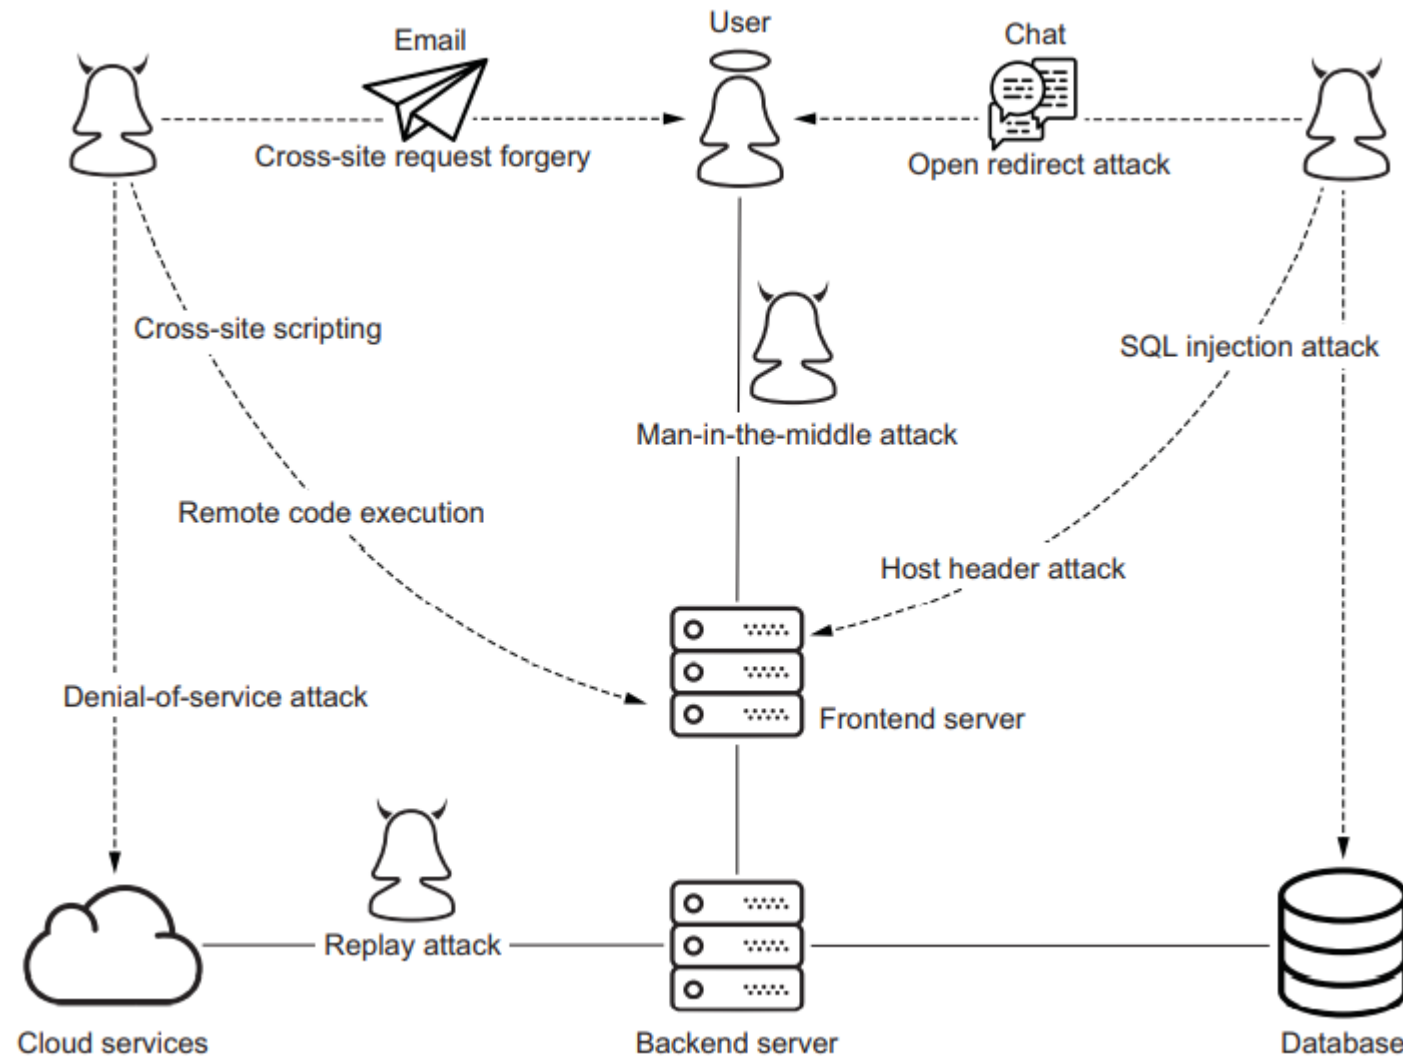 User
Email
Chat
Cross-site request forgery
Open redirect attack
Cross-site scripting
SQL injection attack
Man-in-the-middle attack
Remote code execution
Host header attack
Denial-of-service attack
Frontend server
Replay attack
Cloud services
Backend server
Database